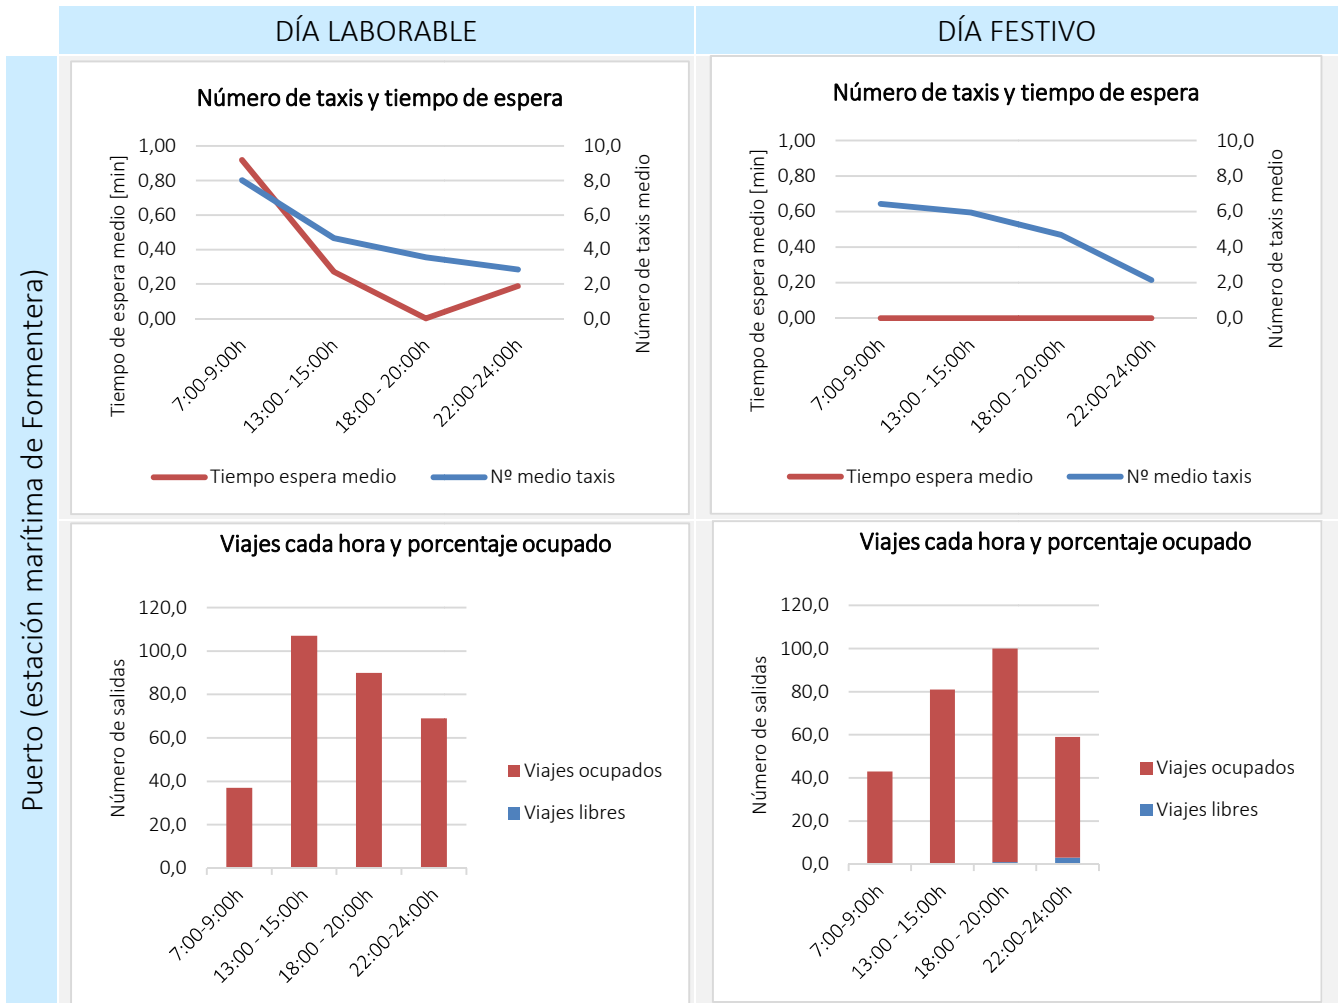 DÍA LABORABLE
DÍA FESTIVO
Puerto (estación marítima de Formentera)
Número de taxis y tiempo de espera
Tiempo de espera medio [min]
1,00
0,80
0,60
0,40
0,20
0,00
10,0
8,0
6,0
4,0
2,0
0,0
Número de taxis medio
7:00-9:00h
13:00 - 15:00h
18:00 - 20:00h
22:00-24:00h
Tiempo espera medio
Nº medio taxis
Número de taxis y tiempo de espera
Tiempo de espera medio [min]
1,00
0,80
0,60
0,40
0,20
0,00
10,0
8,0
6,0
4,0
2,0
0,0
Número de taxis medio
7:00-9:00h
13:00 - 15:00h
18:00 - 20:00h
22:00-24:00h
Tiempo espera medio
Nº medio taxis
Viajes cada hora y porcentaje ocupado
Número de salidas
120,0
100,0
80,0
60,0
40,0
20,0
0,0
7:00-9:00h
13:00 - 15:00h
18:00 - 20:00h
22:00-24:00h
Viajes ocupados
Viajes libres
Viajes cada hora y porcentaje ocupado
Número de salidas
120,0
100,0
80,0
60,0
40,0
20,0
0,0
7:00-9:00h
13:00 - 15:00h
18:00 - 20:00h
22:00-24:00h
Viajes ocupados
Viajes libres